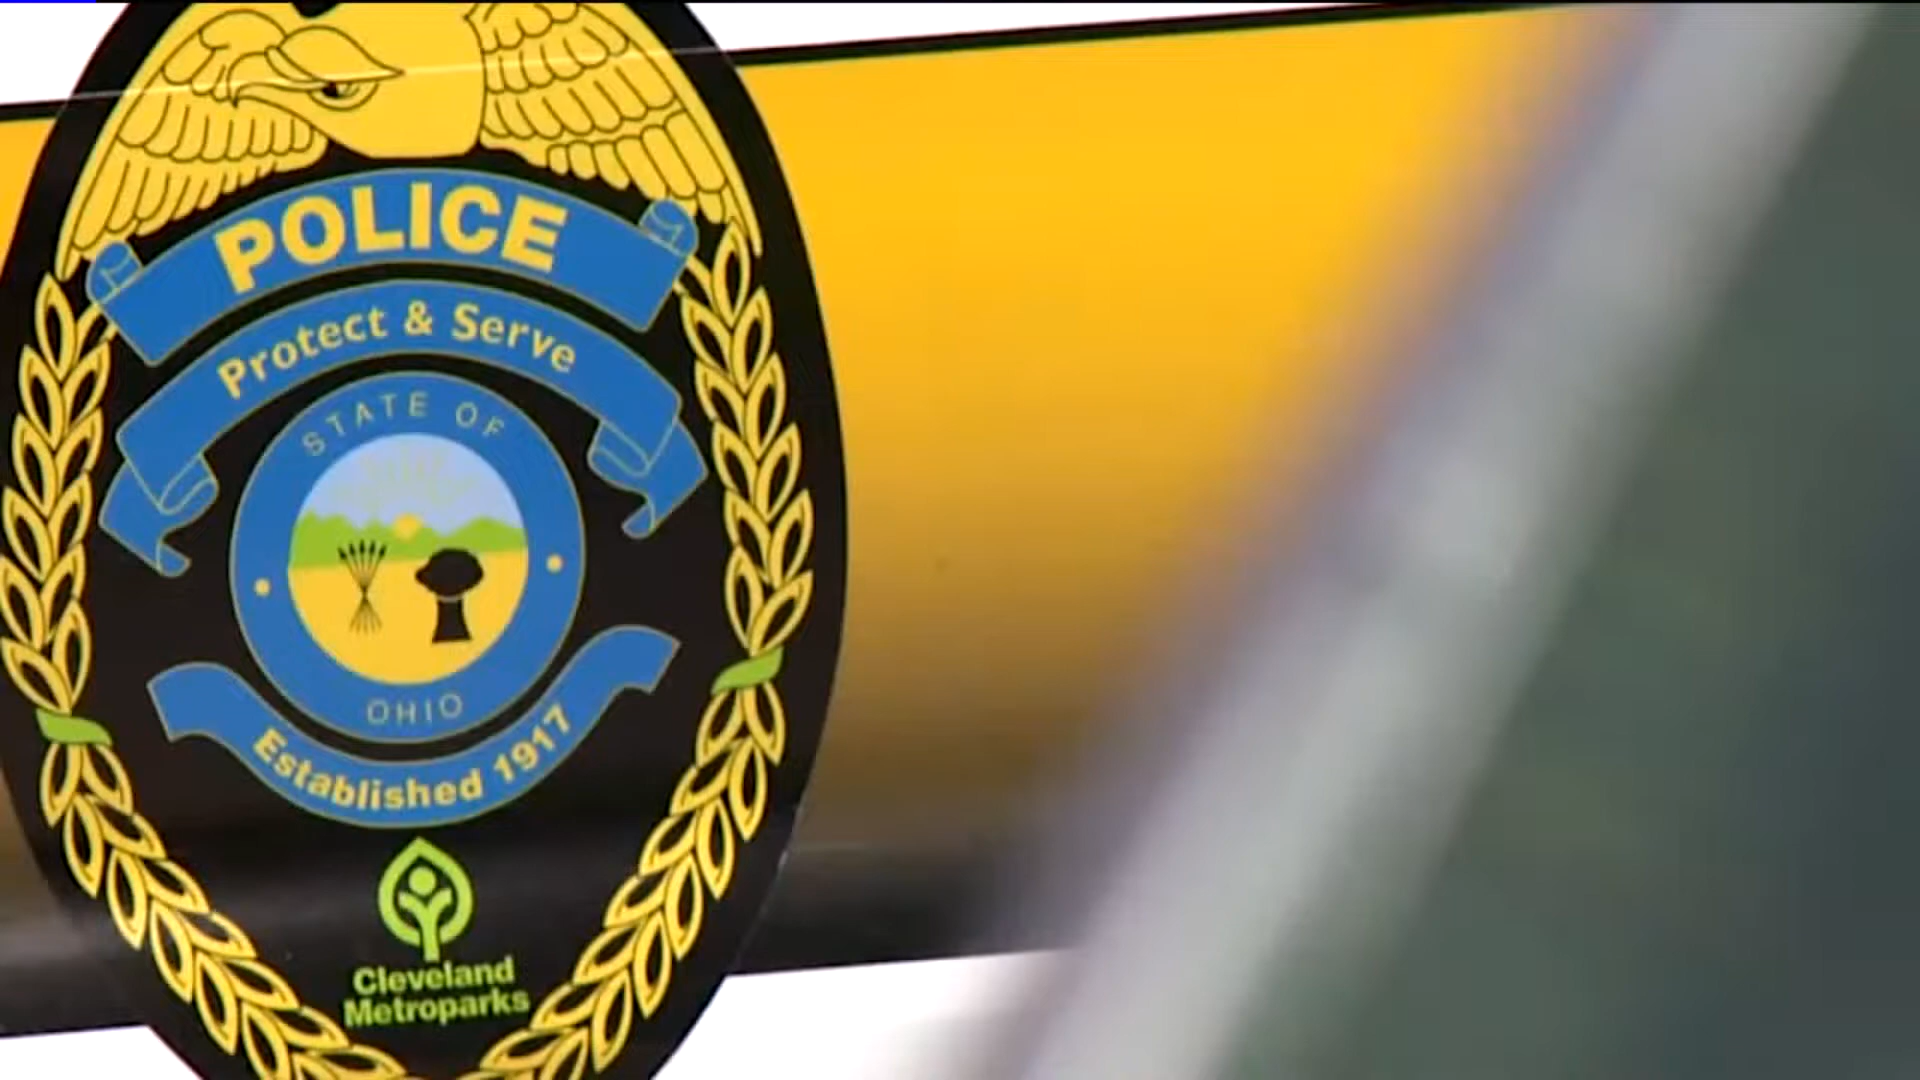 POLICE
Protect & Serve
STATE OF
OHIO
Established 1917
Cleveland
Metroparks